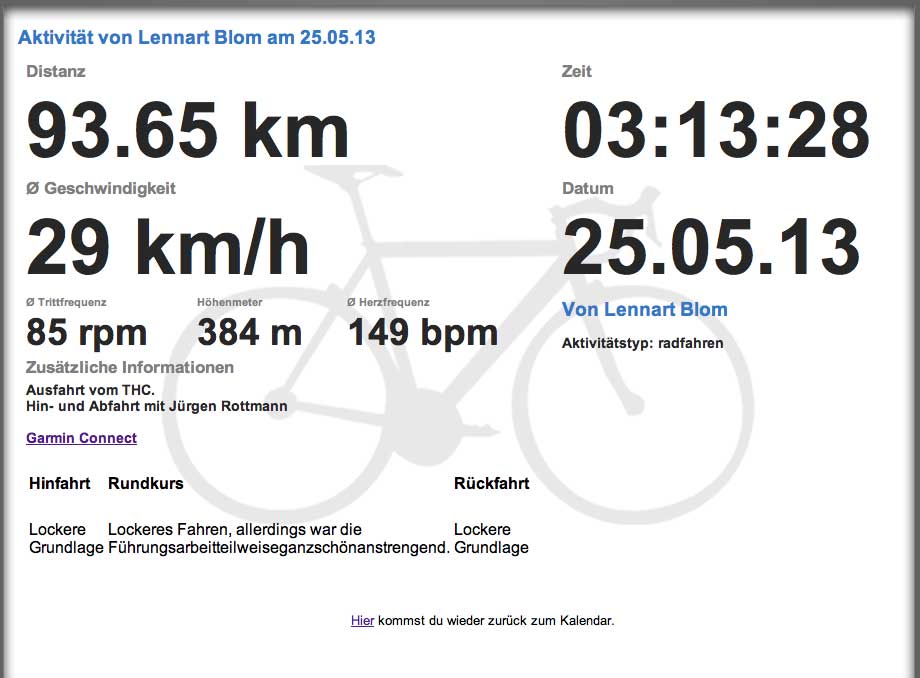 Aktivität von Lennart Blom am 25.05.13
Distanz
93.65 km
Zeit
03:13:28
Ø Geschwindigkeit
29 km/h
Datum
25.05.13
Ø Trittfrequenz
85 rpm
Höhenmeter
384 m
Ø Herzfrequenz
149 bpm
Von Lennart Blom
Aktivitätstyp: radfahren
Zusätzliche Informationen
Ausfahrt vom THC.
Hin- und Abfahrt mit Jürgen Rottmann
Garmin Connect
Hinfahrt Rundkurs Rückfahrt
Lockere Lockeres Fahren, allerdings war die Lockere
Grundlage Führungsarbeitteilweiseganzschönanstrengend. Grundlage
Hier kommst du wieder zurück zum Kalendar.